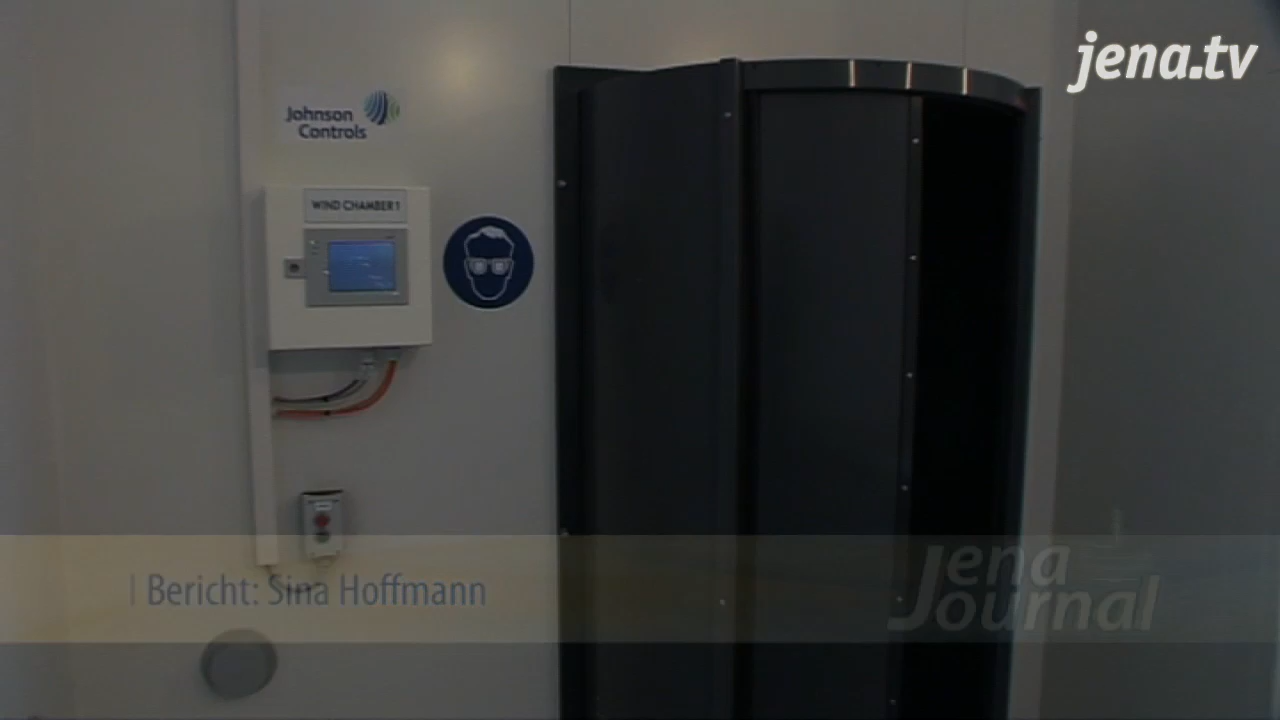 jena.tv
Johnson
Controls
WIND CHAMBER 1
| Bericht: Sina Hoffmann
Jena
Journal